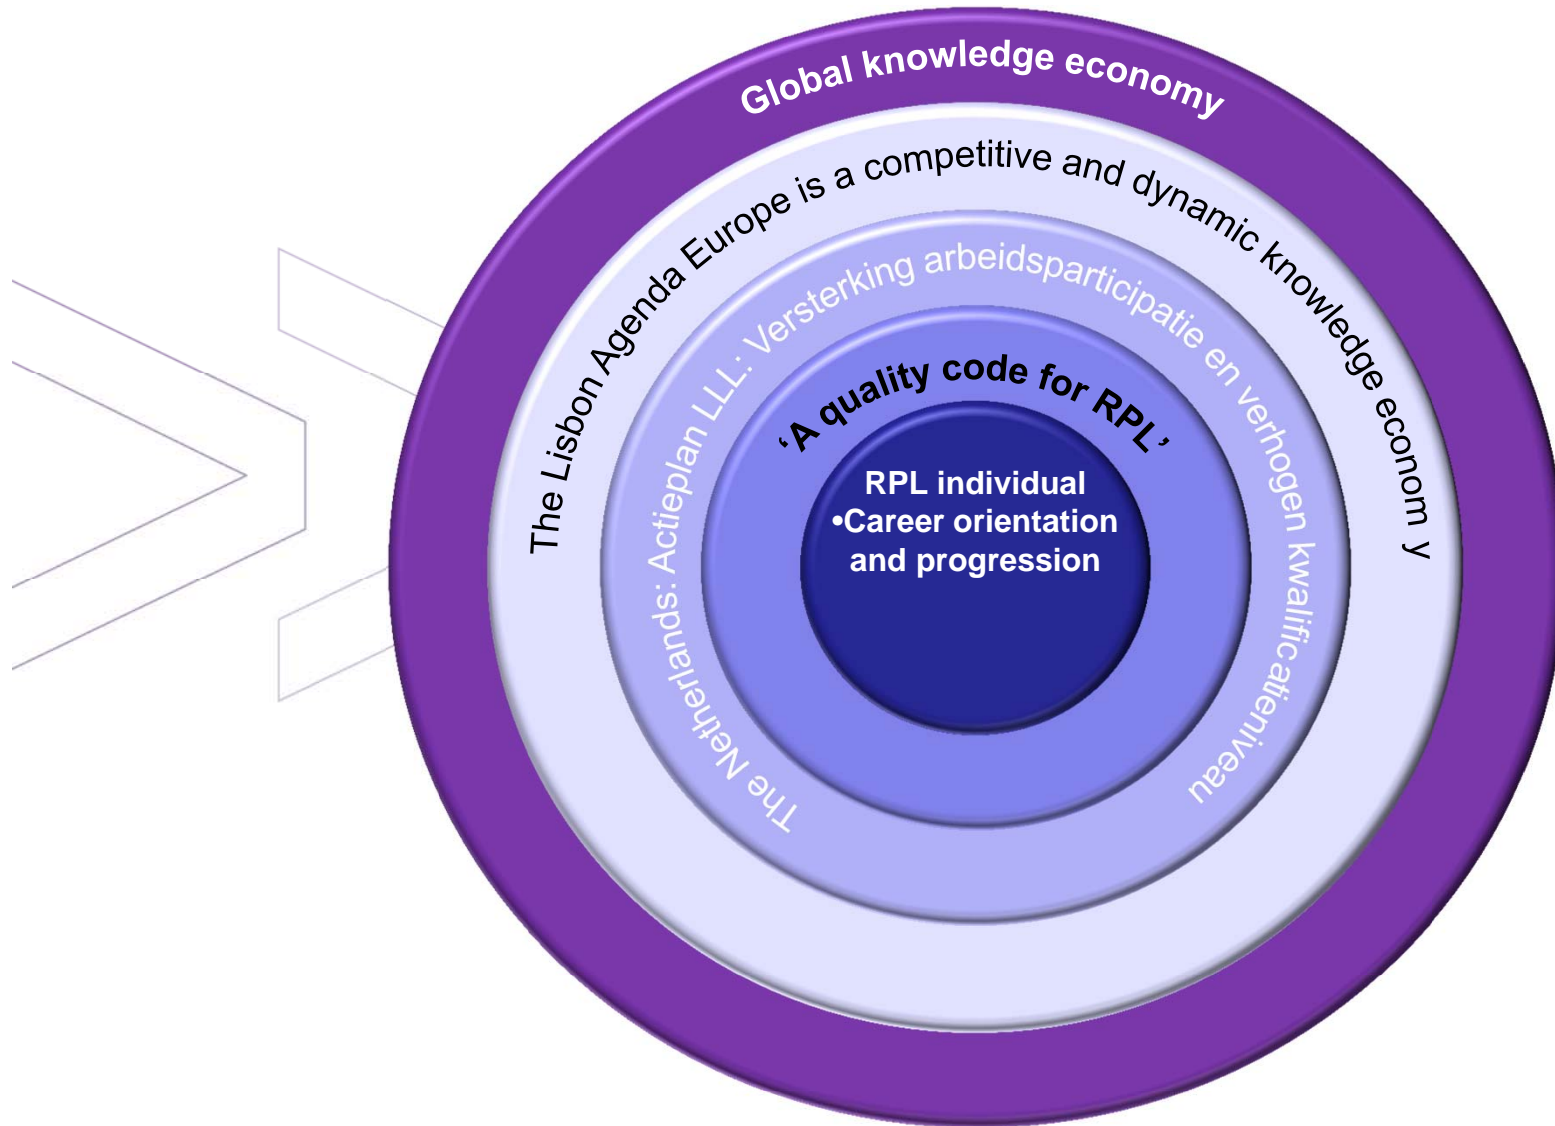 Global knowledge economy
The Lisbon Agenda Europe is a competitive and dynamic knowledge econom y
The Netherlands: Actieplan LLL: Versterking arbeidsparticipatie en verhogen kwalificatieniveau
‘A quality code for RPL’
RPL individual
•Career orientation
and progression